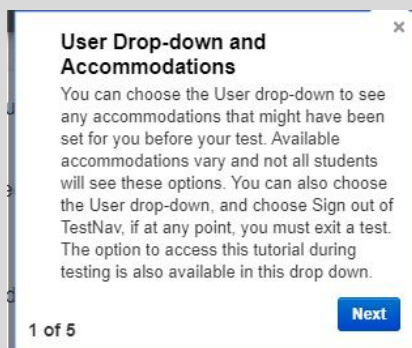 User Drop-down and
Accommodations
You can choose the User drop-down to see
any accommodations that might have been
set for you before your test. Available
accommodations vary and not all students
will see these options. You can also choose
the User drop-down, and choose Sign out of
TestNav, if at any point, you must exit a test.
The option to access this tutorial during
testing is also available in this drop down.
Next
1 of 5